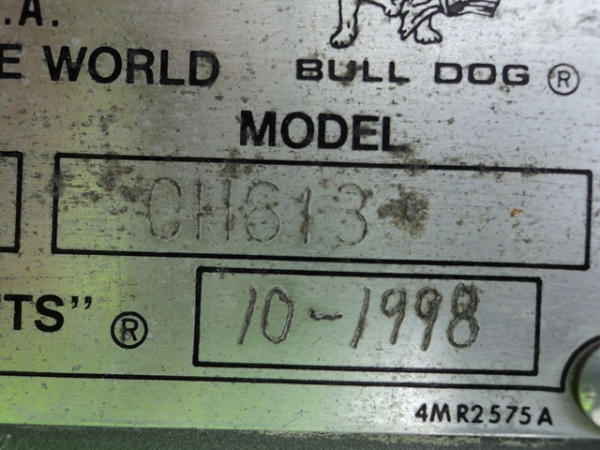 .A.
E WORLD
BULL DOG ®
MODEL
CH613
TS" ®
10-1998
4MR2575A